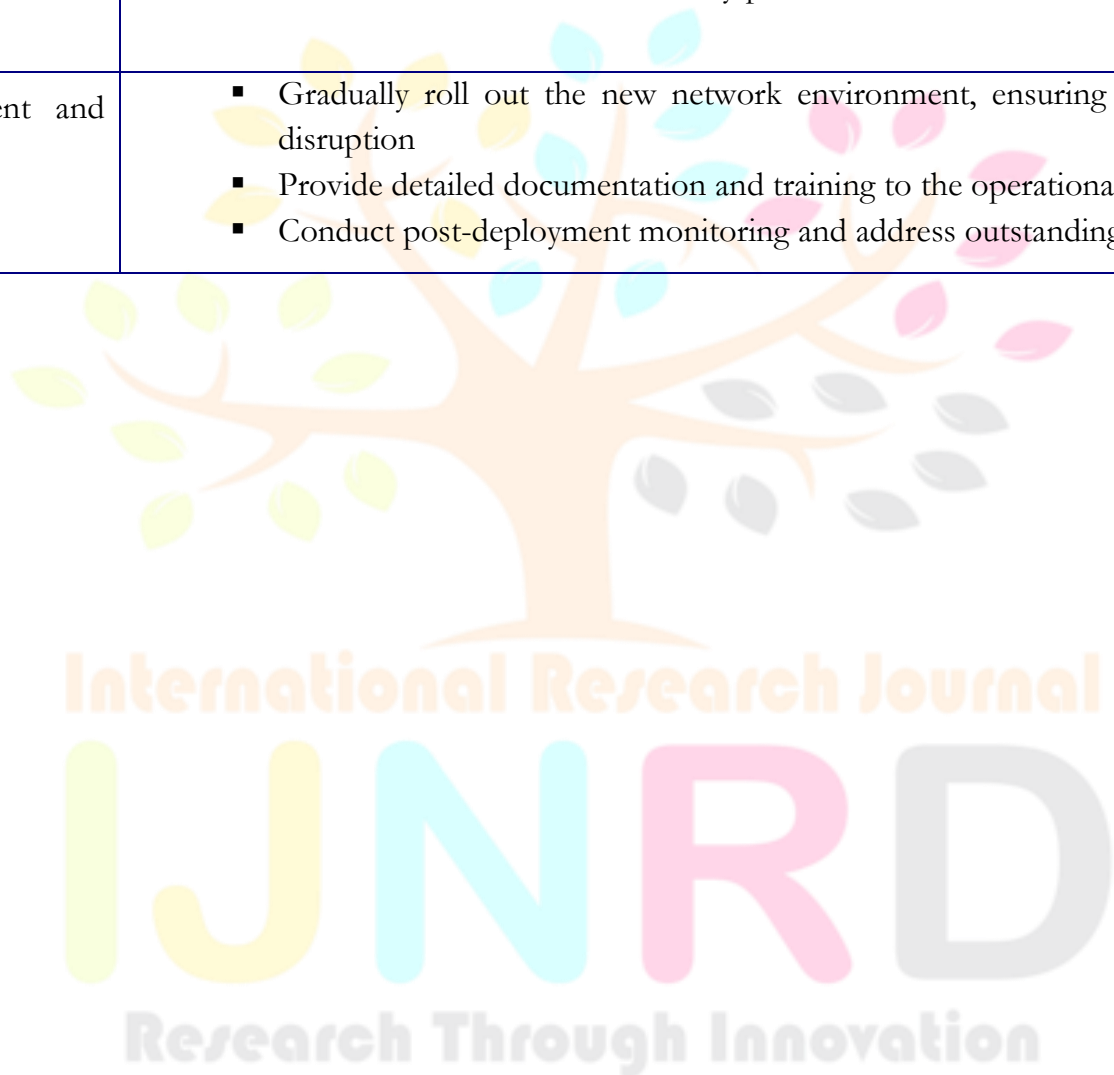 ent and
▪ Gradually roll out the new network environment, ensuring
disruption
▪ Provide detailed documentation and training to the operationa
▪ Conduct post-deployment monitoring and address outstanding
International Research Journal
IJNRD
Research Through Innovation